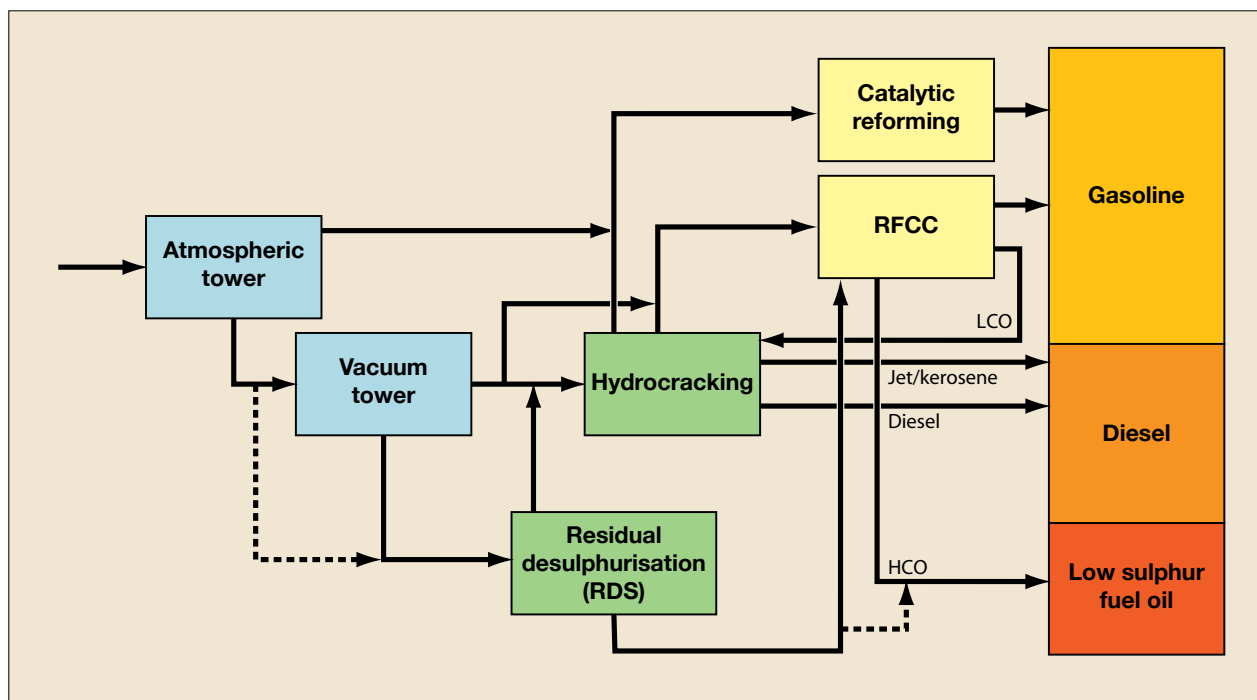 Catalytic
reforming
Gasoline
RFCC
Atmospheric
tower
LCO
Vacuum
tower
Hydrocracking
Jet/kerosene
Diesel
Diesel
Residual
desulphurisation
(RDS)
HCO
Low sulphur
fuel oil